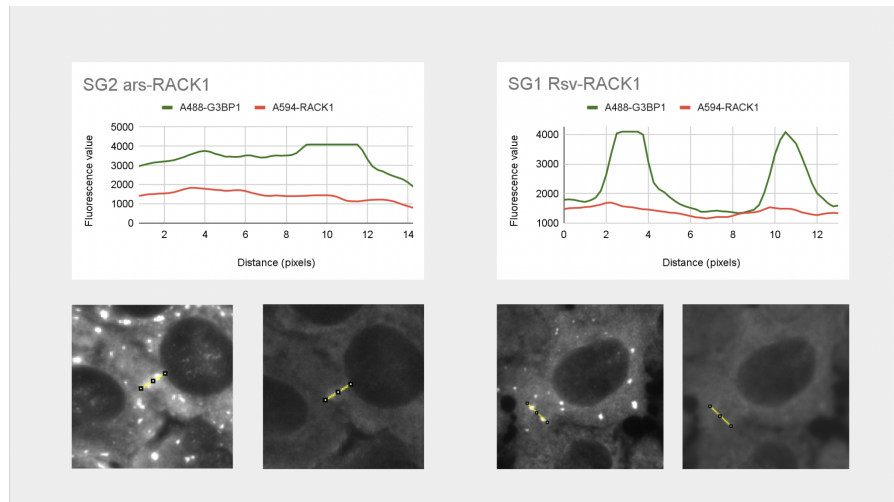 SG2 ars-RACK1
A488-G3BP1 A594-RACK1
5000
4000
3000
2000
1000
0
Fluorescence value
2 4 6 8 10 12 14
Distance (pixels)
SG1 Rsv-RACK1
A488-G3BP1 A594-RACK1
4000
3000
2000
1000
Fluorescence value
0 2 4 6 8 10 12
Distance (pixels)